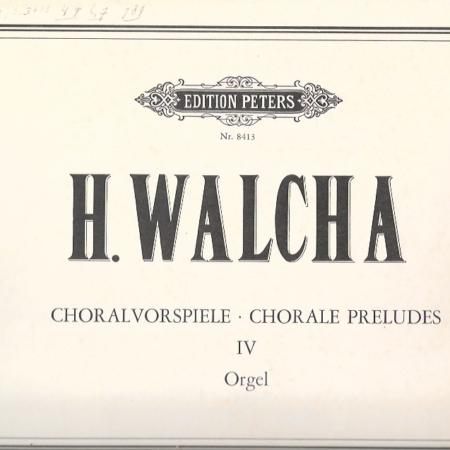 EDITION PETERS
Nr. 8413
H. WALCHA
CHORALVORSPIELE · CHORALE PRELUDES
IV
Orgel